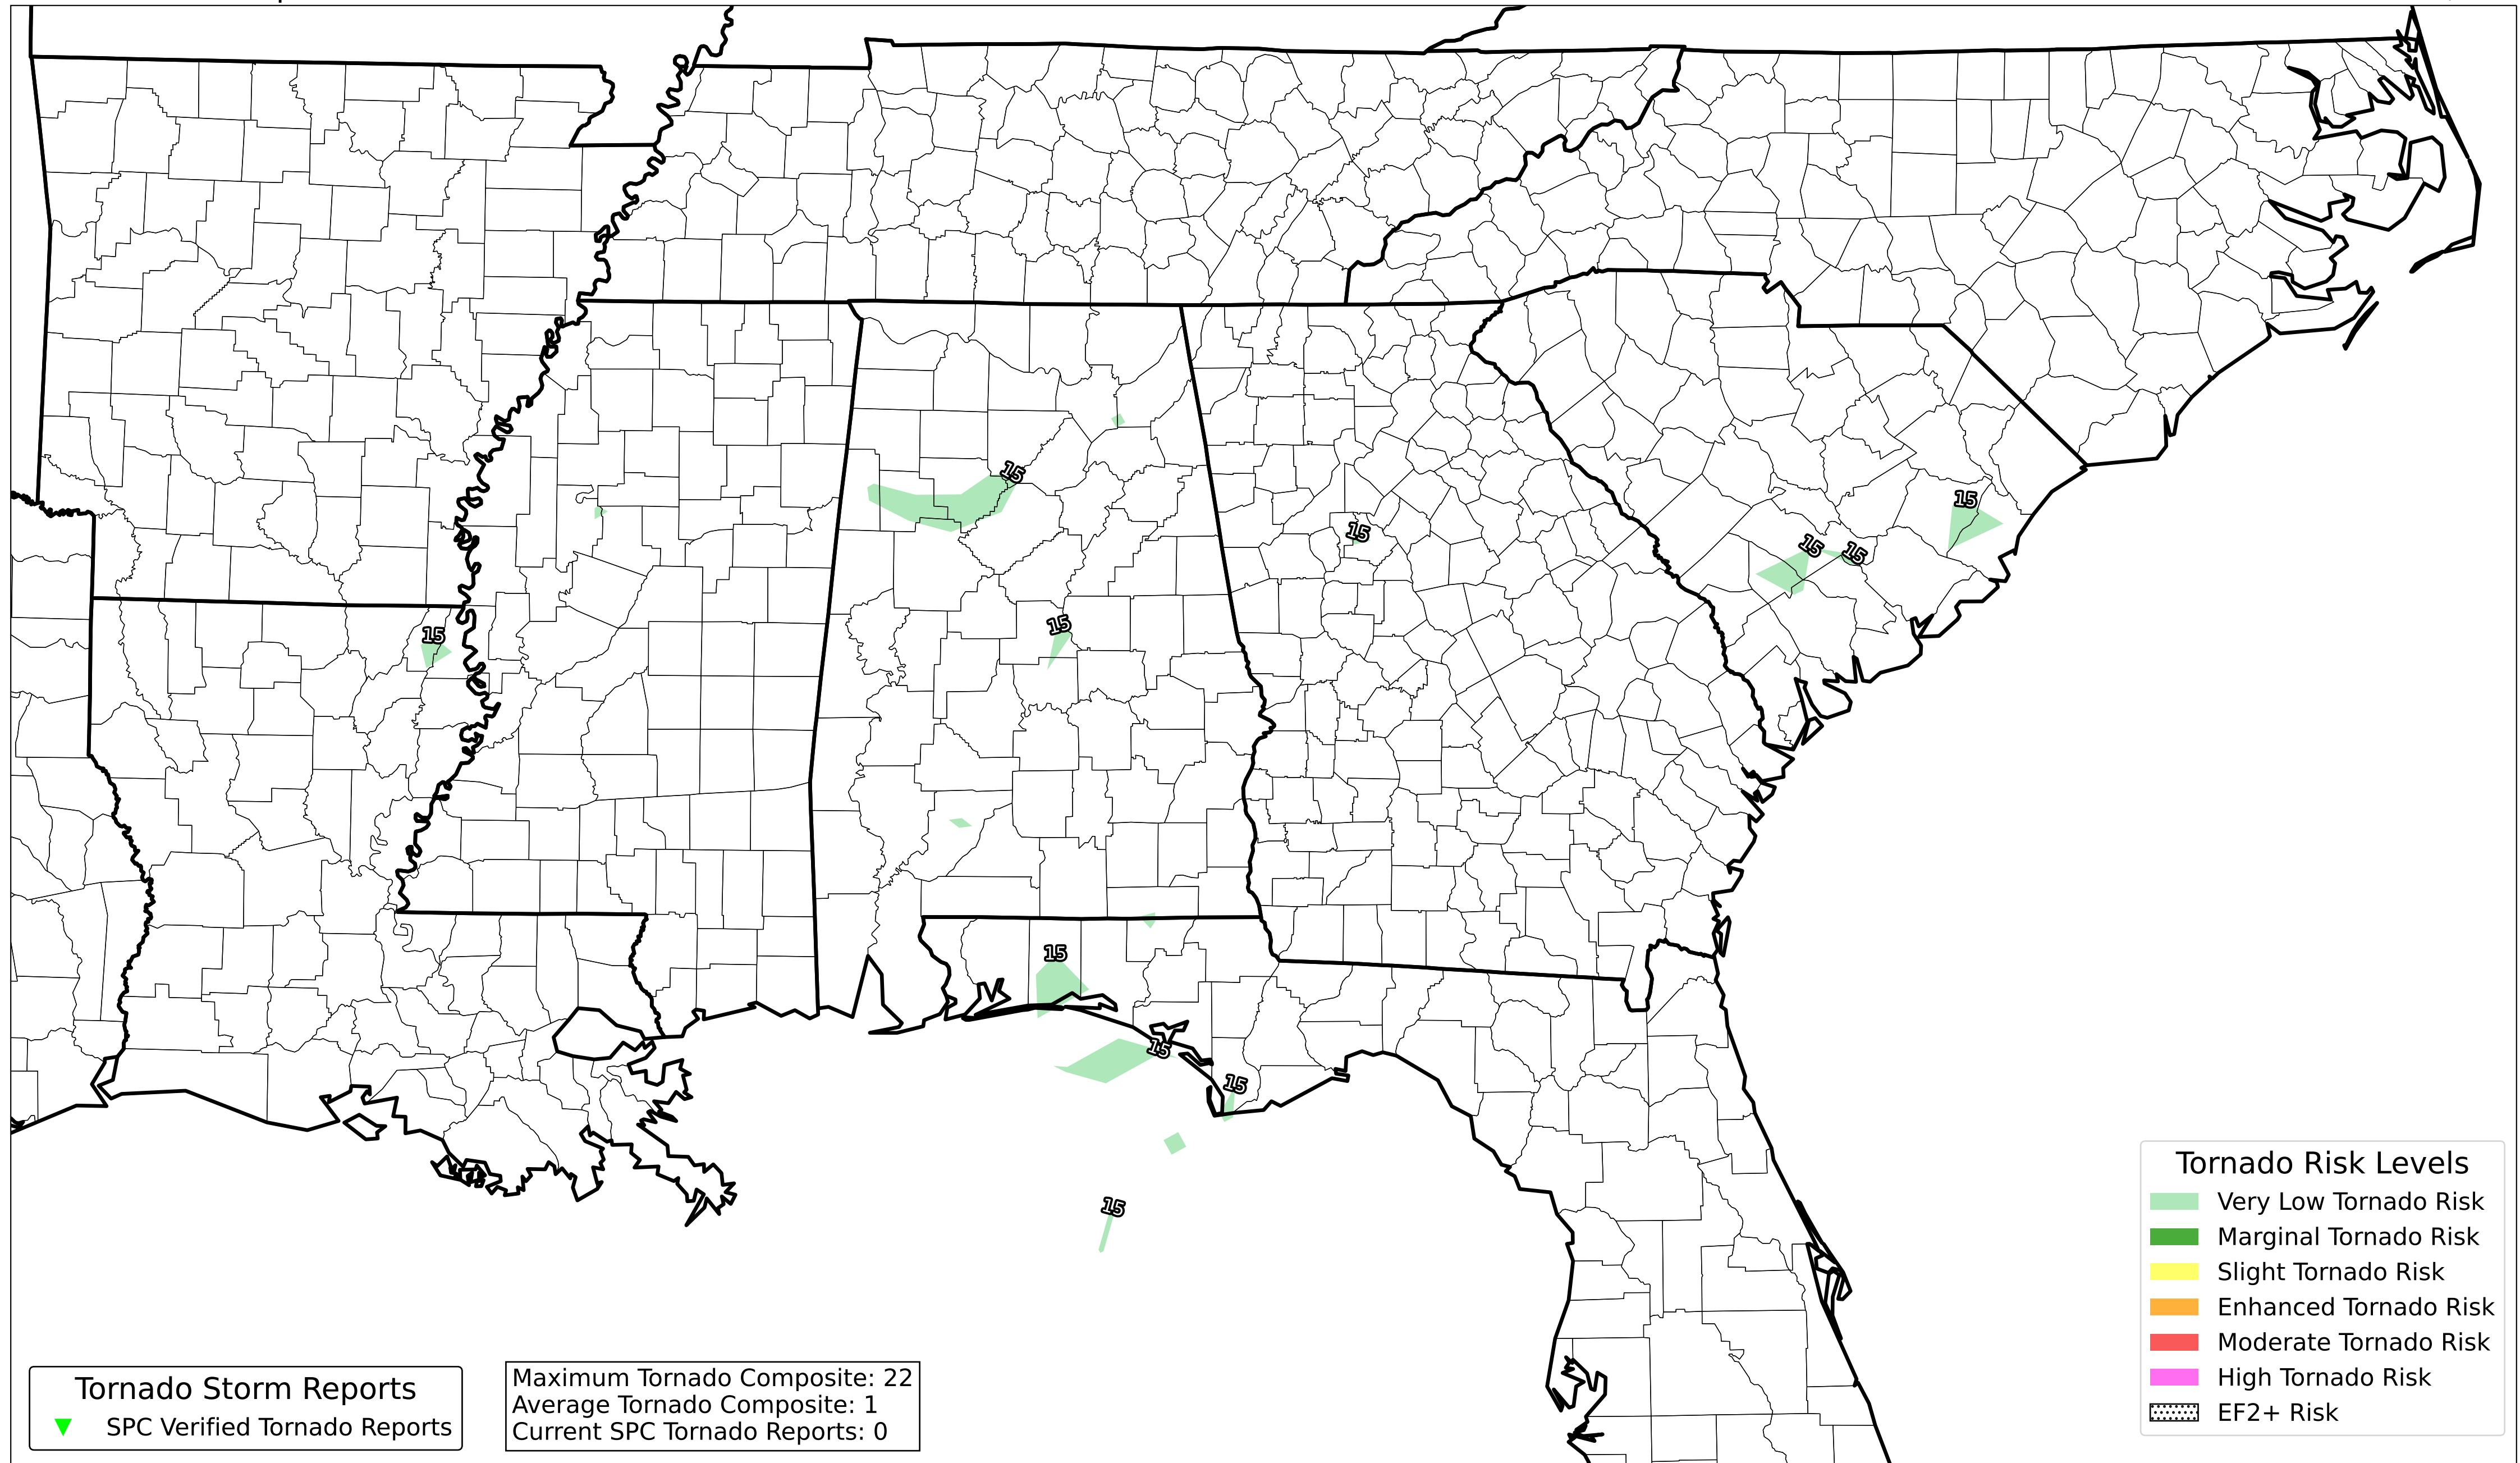 15
15
15
15
15
15
15
15
15
15
15
Tornado Risk Levels
Very Low Tornado Risk
Marginal Tornado Risk
Slight Tornado Risk
Enhanced Tornado Risk
Moderate Tornado Risk
High Tornado Risk
EF2+ Risk
Tornado Storm Reports
SPC Verified Tornado Reports
Maximum Tornado Composite: 22
Average Tornado Composite: 1
Current SPC Tornado Reports: 0